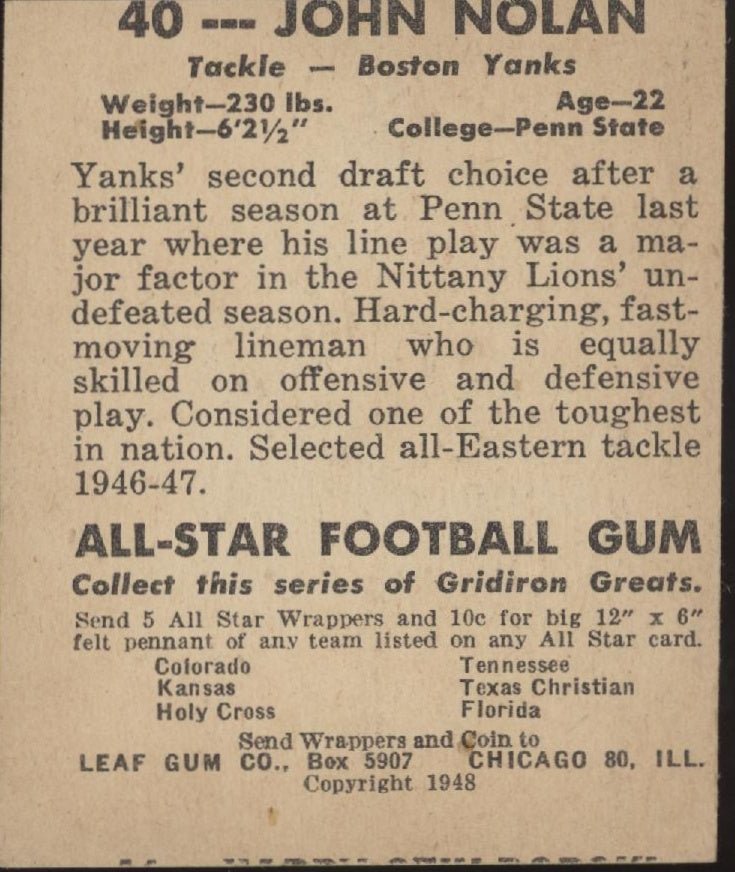 40 --- JOHN NOLAN
Tackle — Boston Yanks
Weight—230 lbs. Age—22
Height—6'2½" College—Penn State
Yanks' second draft choice after a
brilliant season at Penn State last
year where his line play was a ma-
jor factor in the Nittany Lions' un-
defeated season. Hard-charging, fast-
moving lineman who is equally
skilled on offensive and defensive
play. Considered one of the toughest
in nation. Selected all-Eastern tackle
1946-47.
ALL-STAR FOOTBALL GUM
Collect this series of Gridiron Greats.
Send 5 All Star Wrappers and 10c for big 12" x 6"
felt pennant of any team listed on any All Star card.
Colorado Tennessee
Kansas Texas Christian
Holy Cross Florida
Send Wrappers and Coin to
LEAF GUM CO., Box 5907 CHICAGO 80, ILL.
Copyright 1948